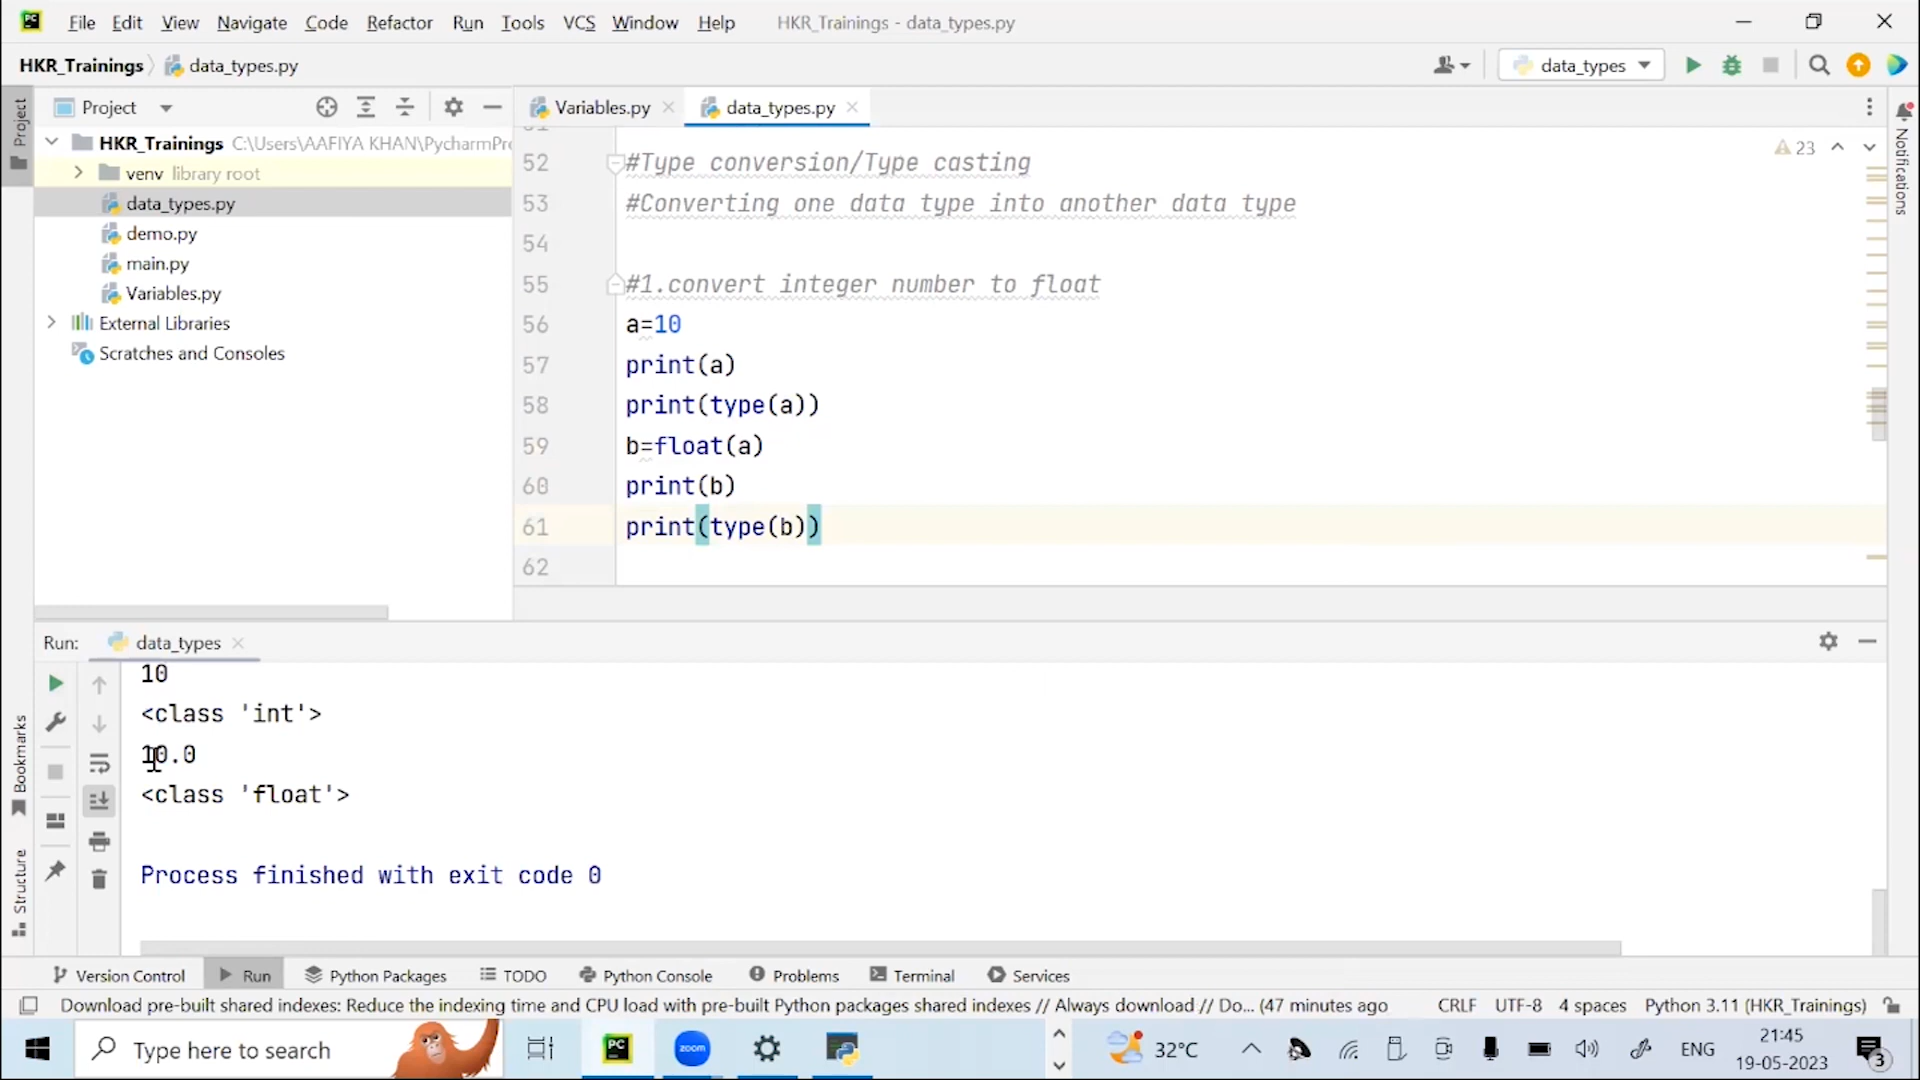 PC File Edit View Navigate Code Refactor Run Tools VCS Window Help HKR_Trainings - data_types.py
HKR_Trainings data_types.py data_types
Project
Project Variables.py data_types.py
HKR_Trainings C:\Users\AAFIYA KHAN\PycharmPr
venv library root
data_types.py
demo.py
main.py
Variables.py
External Libraries
Scratches and Consoles
23
Notifications
52 #Type conversion/Type casting
53 #Converting one data type into another data type
54
55 #1.convert integer number to float
56 a=10
57 print(a)
58 print(type(a))
59 b=float(a)
60 print(b)
61 print(type(b))
62
Run: data_types
10
<class 'int'>
10.0
<class 'float'>
Process finished with exit code 0
Bookmarks
Structure
Version Control Run Python Packages TODO Python Console Problems Terminal Services
Download pre-built shared indexes: Reduce the indexing time and CPU load with pre-built Python packages shared indexes // Always download // Do... (47 minutes ago CRLF UTF-8 4 spaces Python 3.11 (HKR_Trainings)
Type here to search PC zoom 32°C ENG 21:45
19-05-2023 3